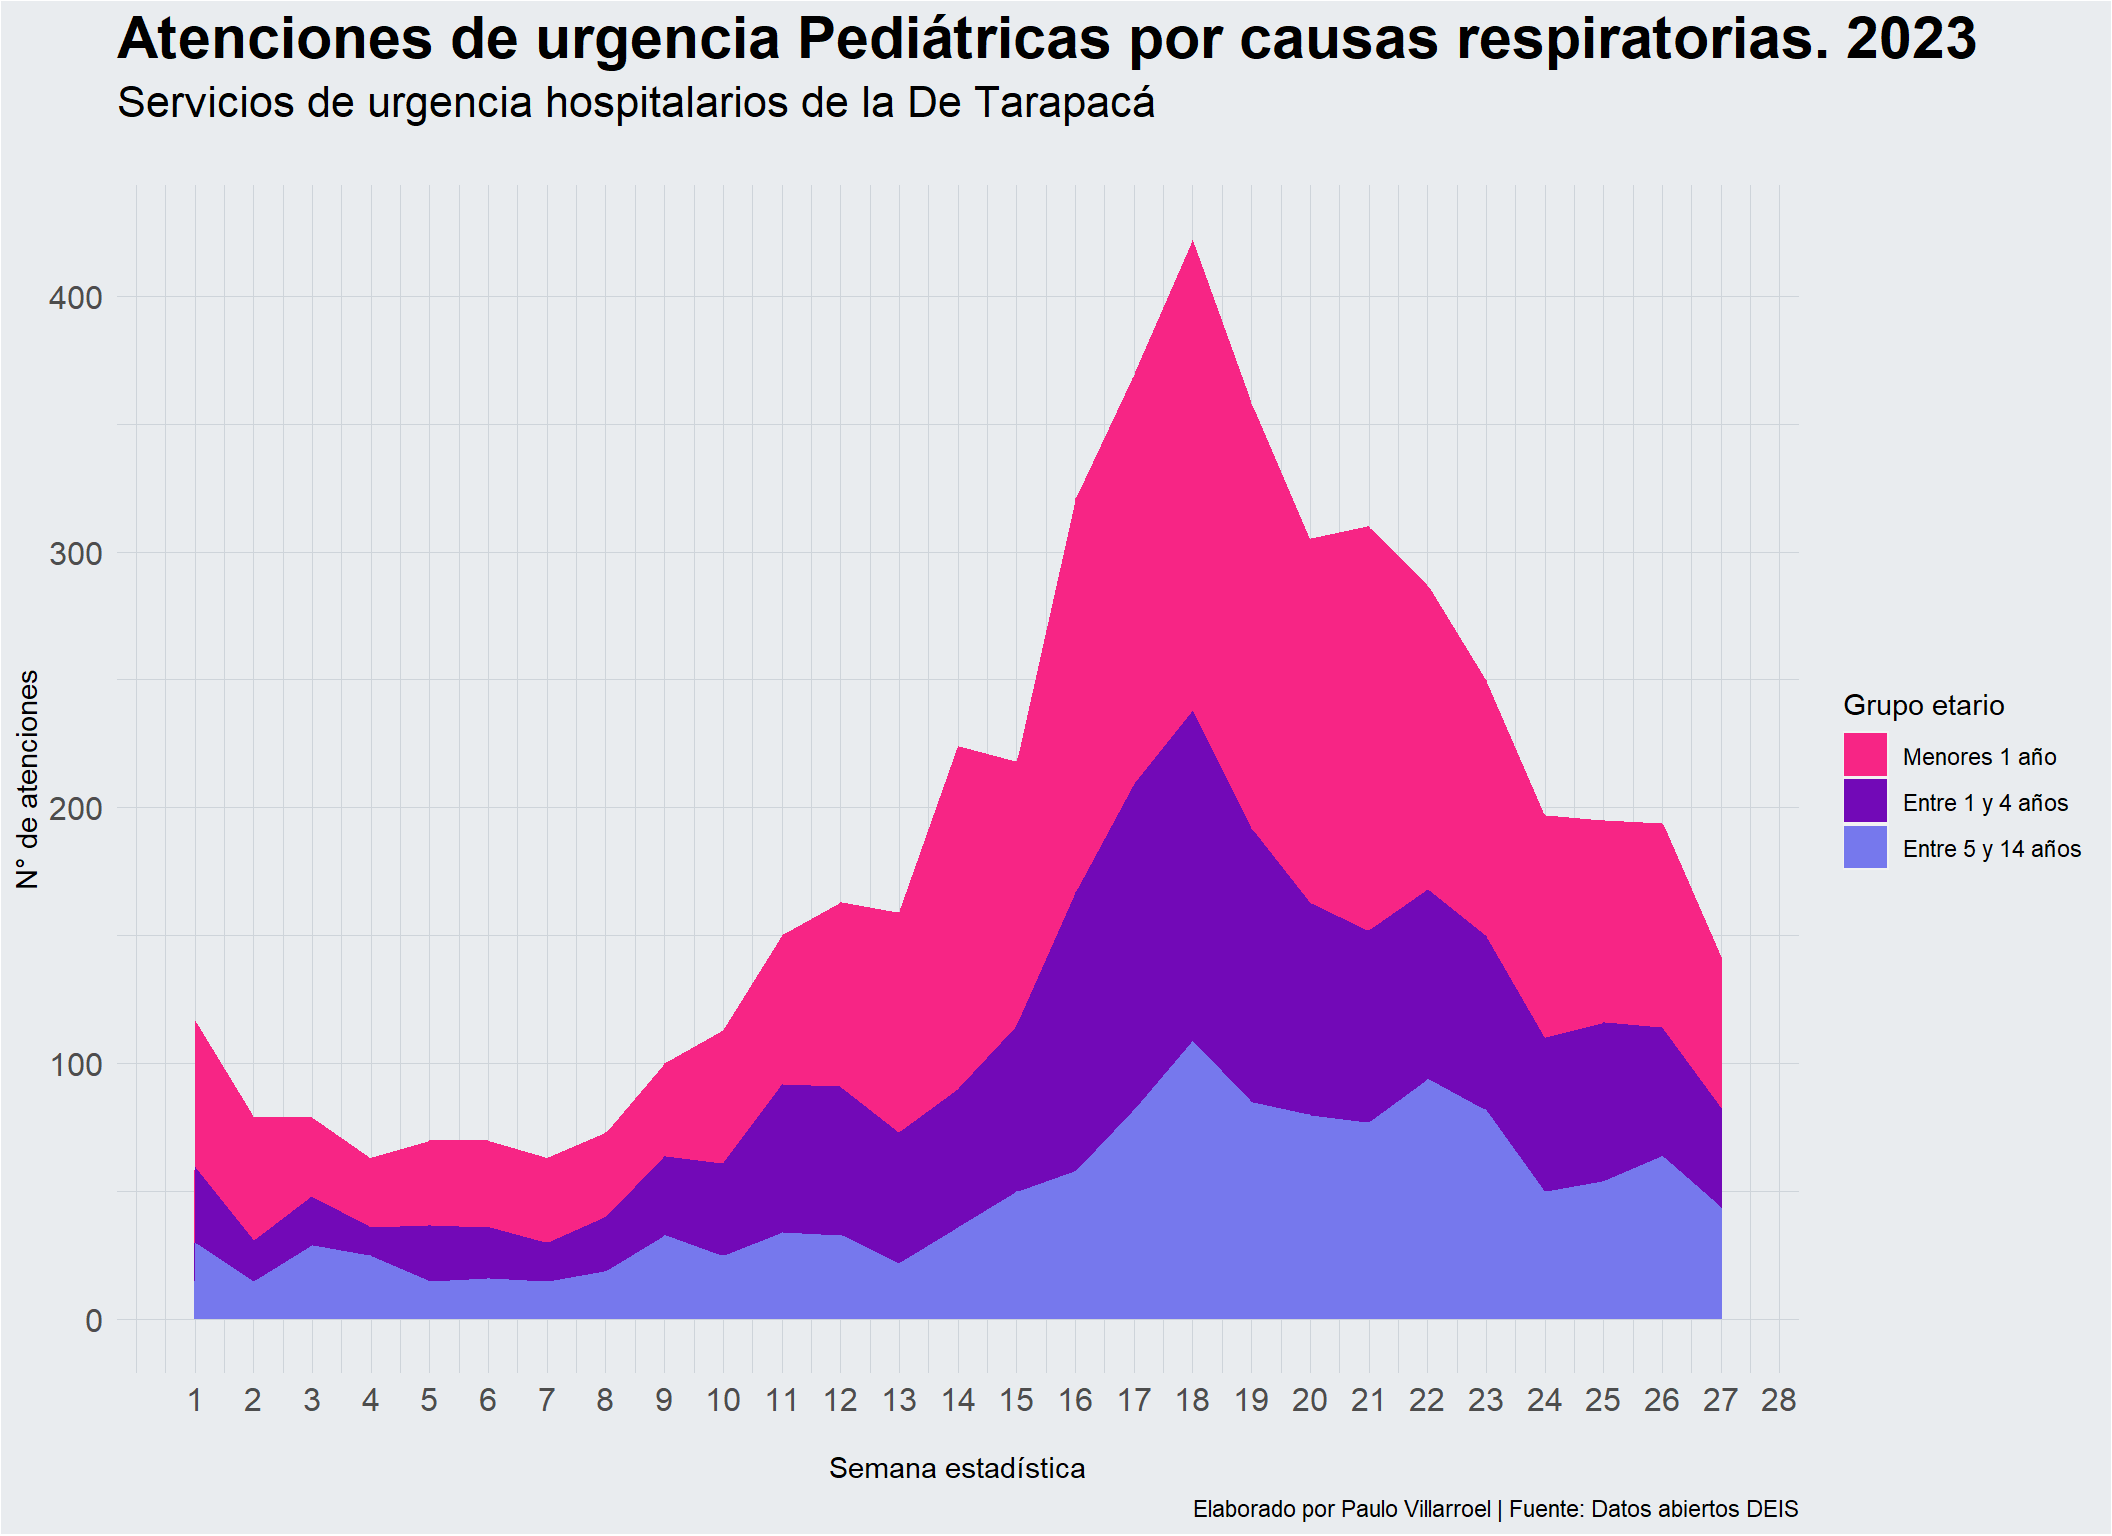 Atenciones de urgencia Pediátricas por causas respiratorias. 2023
Servicios de urgencia hospitalarios de la De Tarapacá
400
300
200
100
0
N° de atenciones
1 2 3 4 5 6 7 8 9 10 11 12 13 14 15 16 17 18 19 20 21 22 23 24 25 26 27 28
Semana estadística
Grupo etario
Menores 1 año
Entre 1 y 4 años
Entre 5 y 14 años
Elaborado por Paulo Villarroel | Fuente: Datos abiertos DEIS